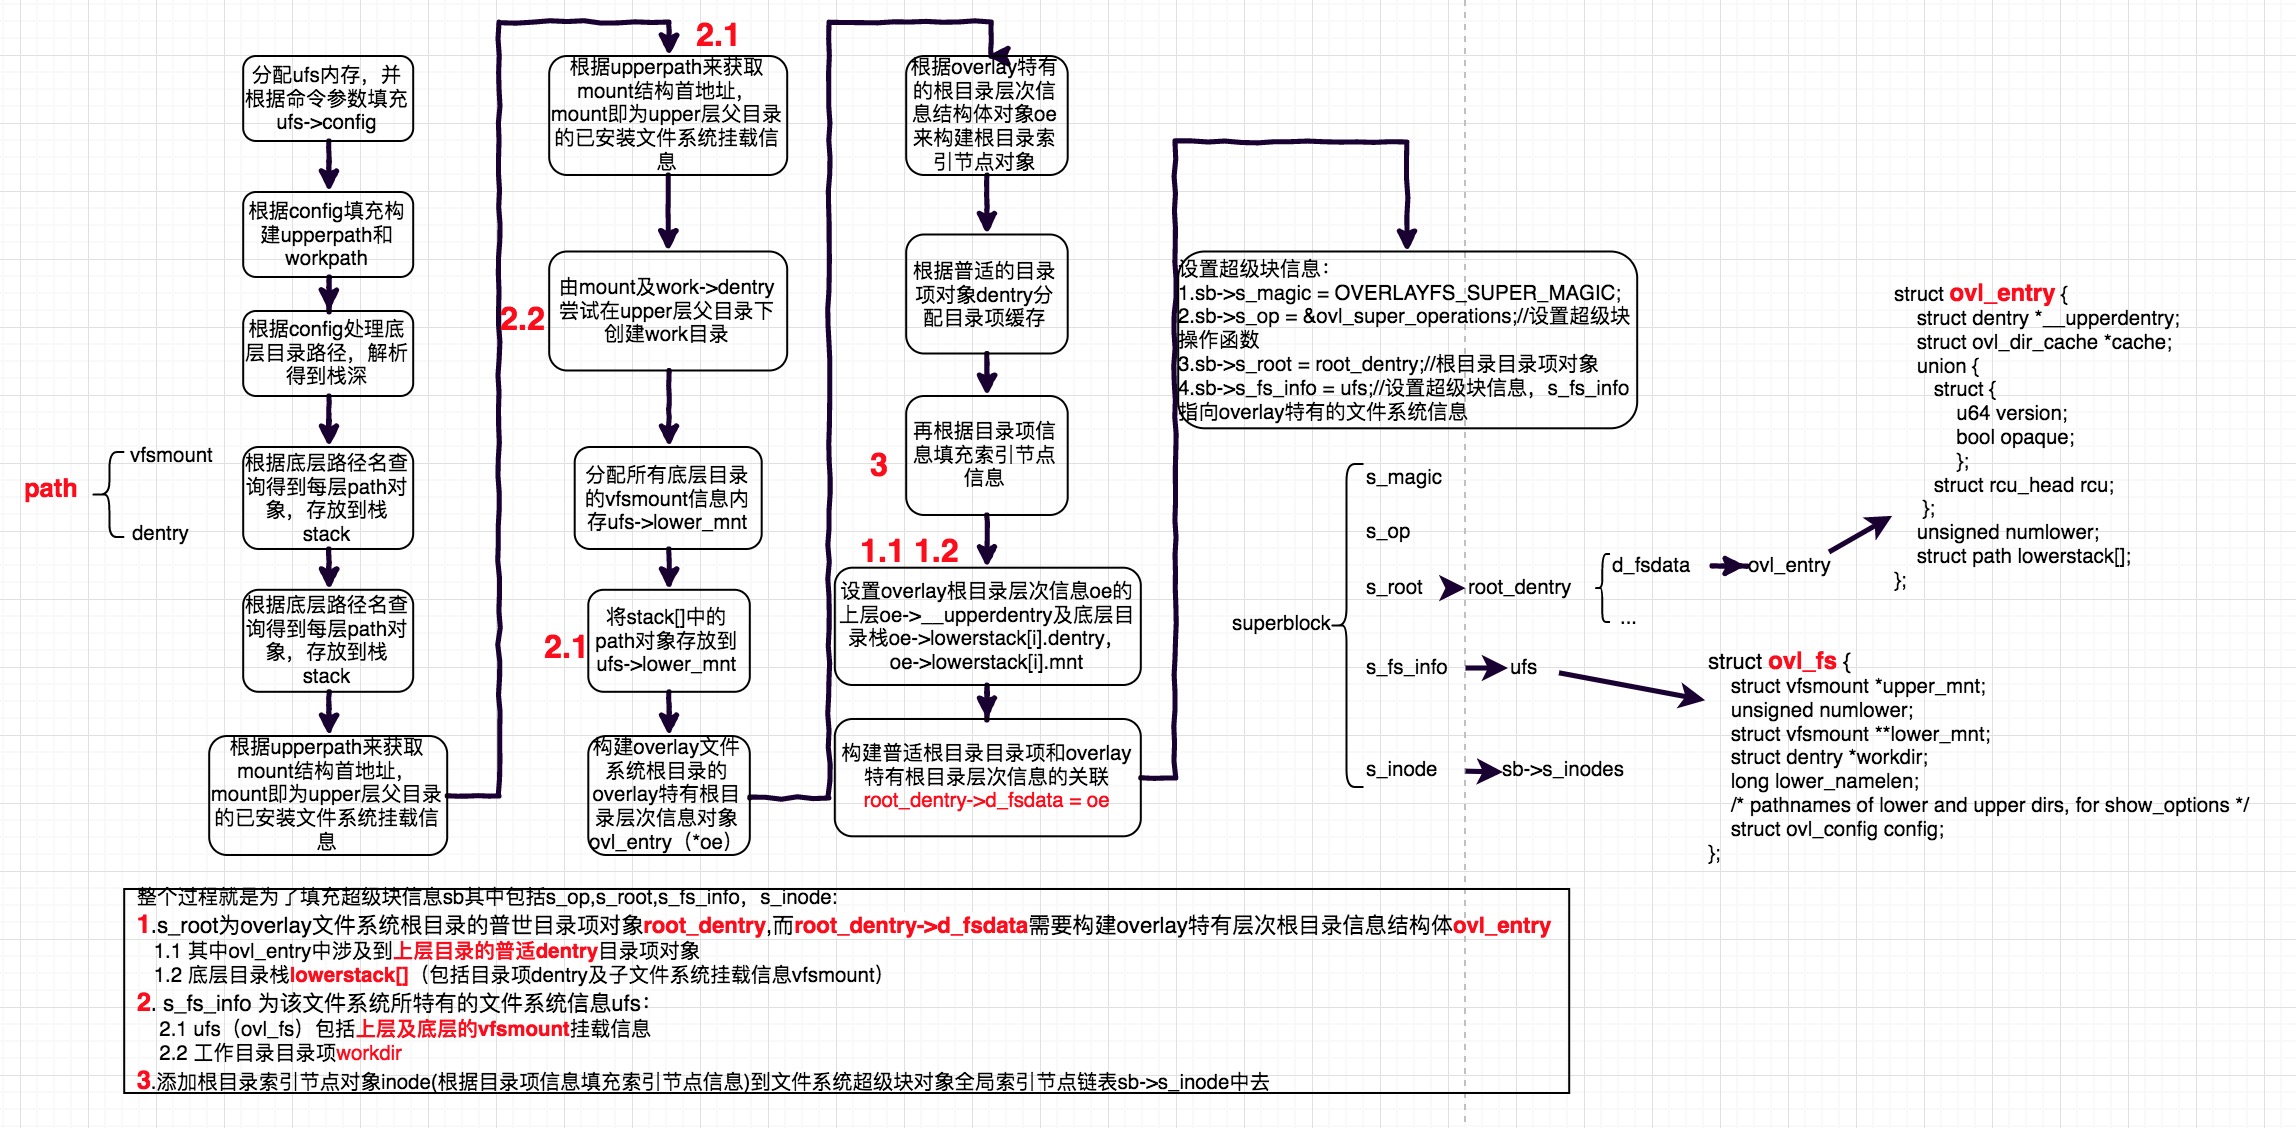 分配ufs内存，并
根据命令参数填充
ufs->config
根据config填充构
建upperpath和
workpath
根据config处理底
层目录路径，解析
得到栈深
path
vfsmount
dentry
根据底层路径名查
询得到每层path对
象，存放到栈
stack
根据底层路径名查
询得到每层path对
象，存放到栈
stack
根据upperpath来获取
mount结构首地址，
mount即为upper层父目录
的已安装文件系统挂载信
息
2.1
根据upperpath来获取
mount结构首地址，
mount即为upper层父目录
的已安装文件系统挂载信
息
2.2
由mount及work->dentry
尝试在upper层父目录下
创建work目录
分配所有底层目录
的vfsmount信息内
存ufs->lower_mnt
2.1
将stack[]中的
path对象存放到
ufs->lower_mnt
构建overlay文件
系统根目录的
overlay特有根目
录层次信息对象
ovl_entry（*oe）
根据overlay特有
的根目录层次信
息结构体对象oe
来构建根目录索
引节点对象
根据普适的目录
项对象dentry分
配目录项缓存
3
再根据目录项信
息填充索引节点
信息
1.1 1.2
设置overlay根目录层次信息oe的
上层oe->__upperdentry及底层目
录栈oe->lowerstack[i].dentry，
oe->lowerstack[i].mnt
构建普适根目录目录项和overlay
特有根目录层次信息的关联
root_dentry->d_fsdata = oe
设置超级块信息：
1.sb->s_magic = OVERLAYFS_SUPER_MAGIC;
2.sb->s_op = &ovl_super_operations;//设置超级块
操作函数
3.sb->s_root = root_dentry;//根目录目录项对象
4.sb->s_fs_info = ufs;//设置超级块信息，s_fs_info
指向overlay特有的文件系统信息
superblock
s_magic
s_op
s_root
root_dentry
d_fsdata
ovl_entry
...
s_fs_info
ufs
s_inode
sb->s_inodes
struct ovl_entry {
struct dentry *__upperdentry;
struct ovl_dir_cache *cache;
union {
struct {
u64 version;
bool opaque;
};
struct rcu_head rcu;
};
unsigned numlower;
struct path lowerstack[];
};
struct ovl_fs {
struct vfsmount *upper_mnt;
unsigned numlower;
struct vfsmount **lower_mnt;
struct dentry *workdir;
long lower_namelen;
/* pathnames of lower and upper dirs, for show_options */
struct ovl_config config;
};
整个过程就是为了填充超级块信息sb其中包括s_op,s_root,s_fs_info，s_inode:
1.s_root为overlay文件系统根目录的普世目录项对象root_dentry,而root_dentry->d_fsdata需要构建overlay特有层次根目录信息结构体ovl_entry
1.1 其中ovl_entry中涉及到上层目录的普适dentry目录项对象
1.2 底层目录栈lowerstack[]（包括目录项dentry及子文件系统挂载信息vfsmount）
2. s_fs_info 为该文件系统所特有的文件系统信息ufs：
2.1 ufs（ovl_fs）包括上层及底层的vfsmount挂载信息
2.2 工作目录目录项workdir
3.添加根目录索引节点对象inode(根据目录项信息填充索引节点信息)到文件系统超级块对象全局索引节点链表sb->s_inode中去